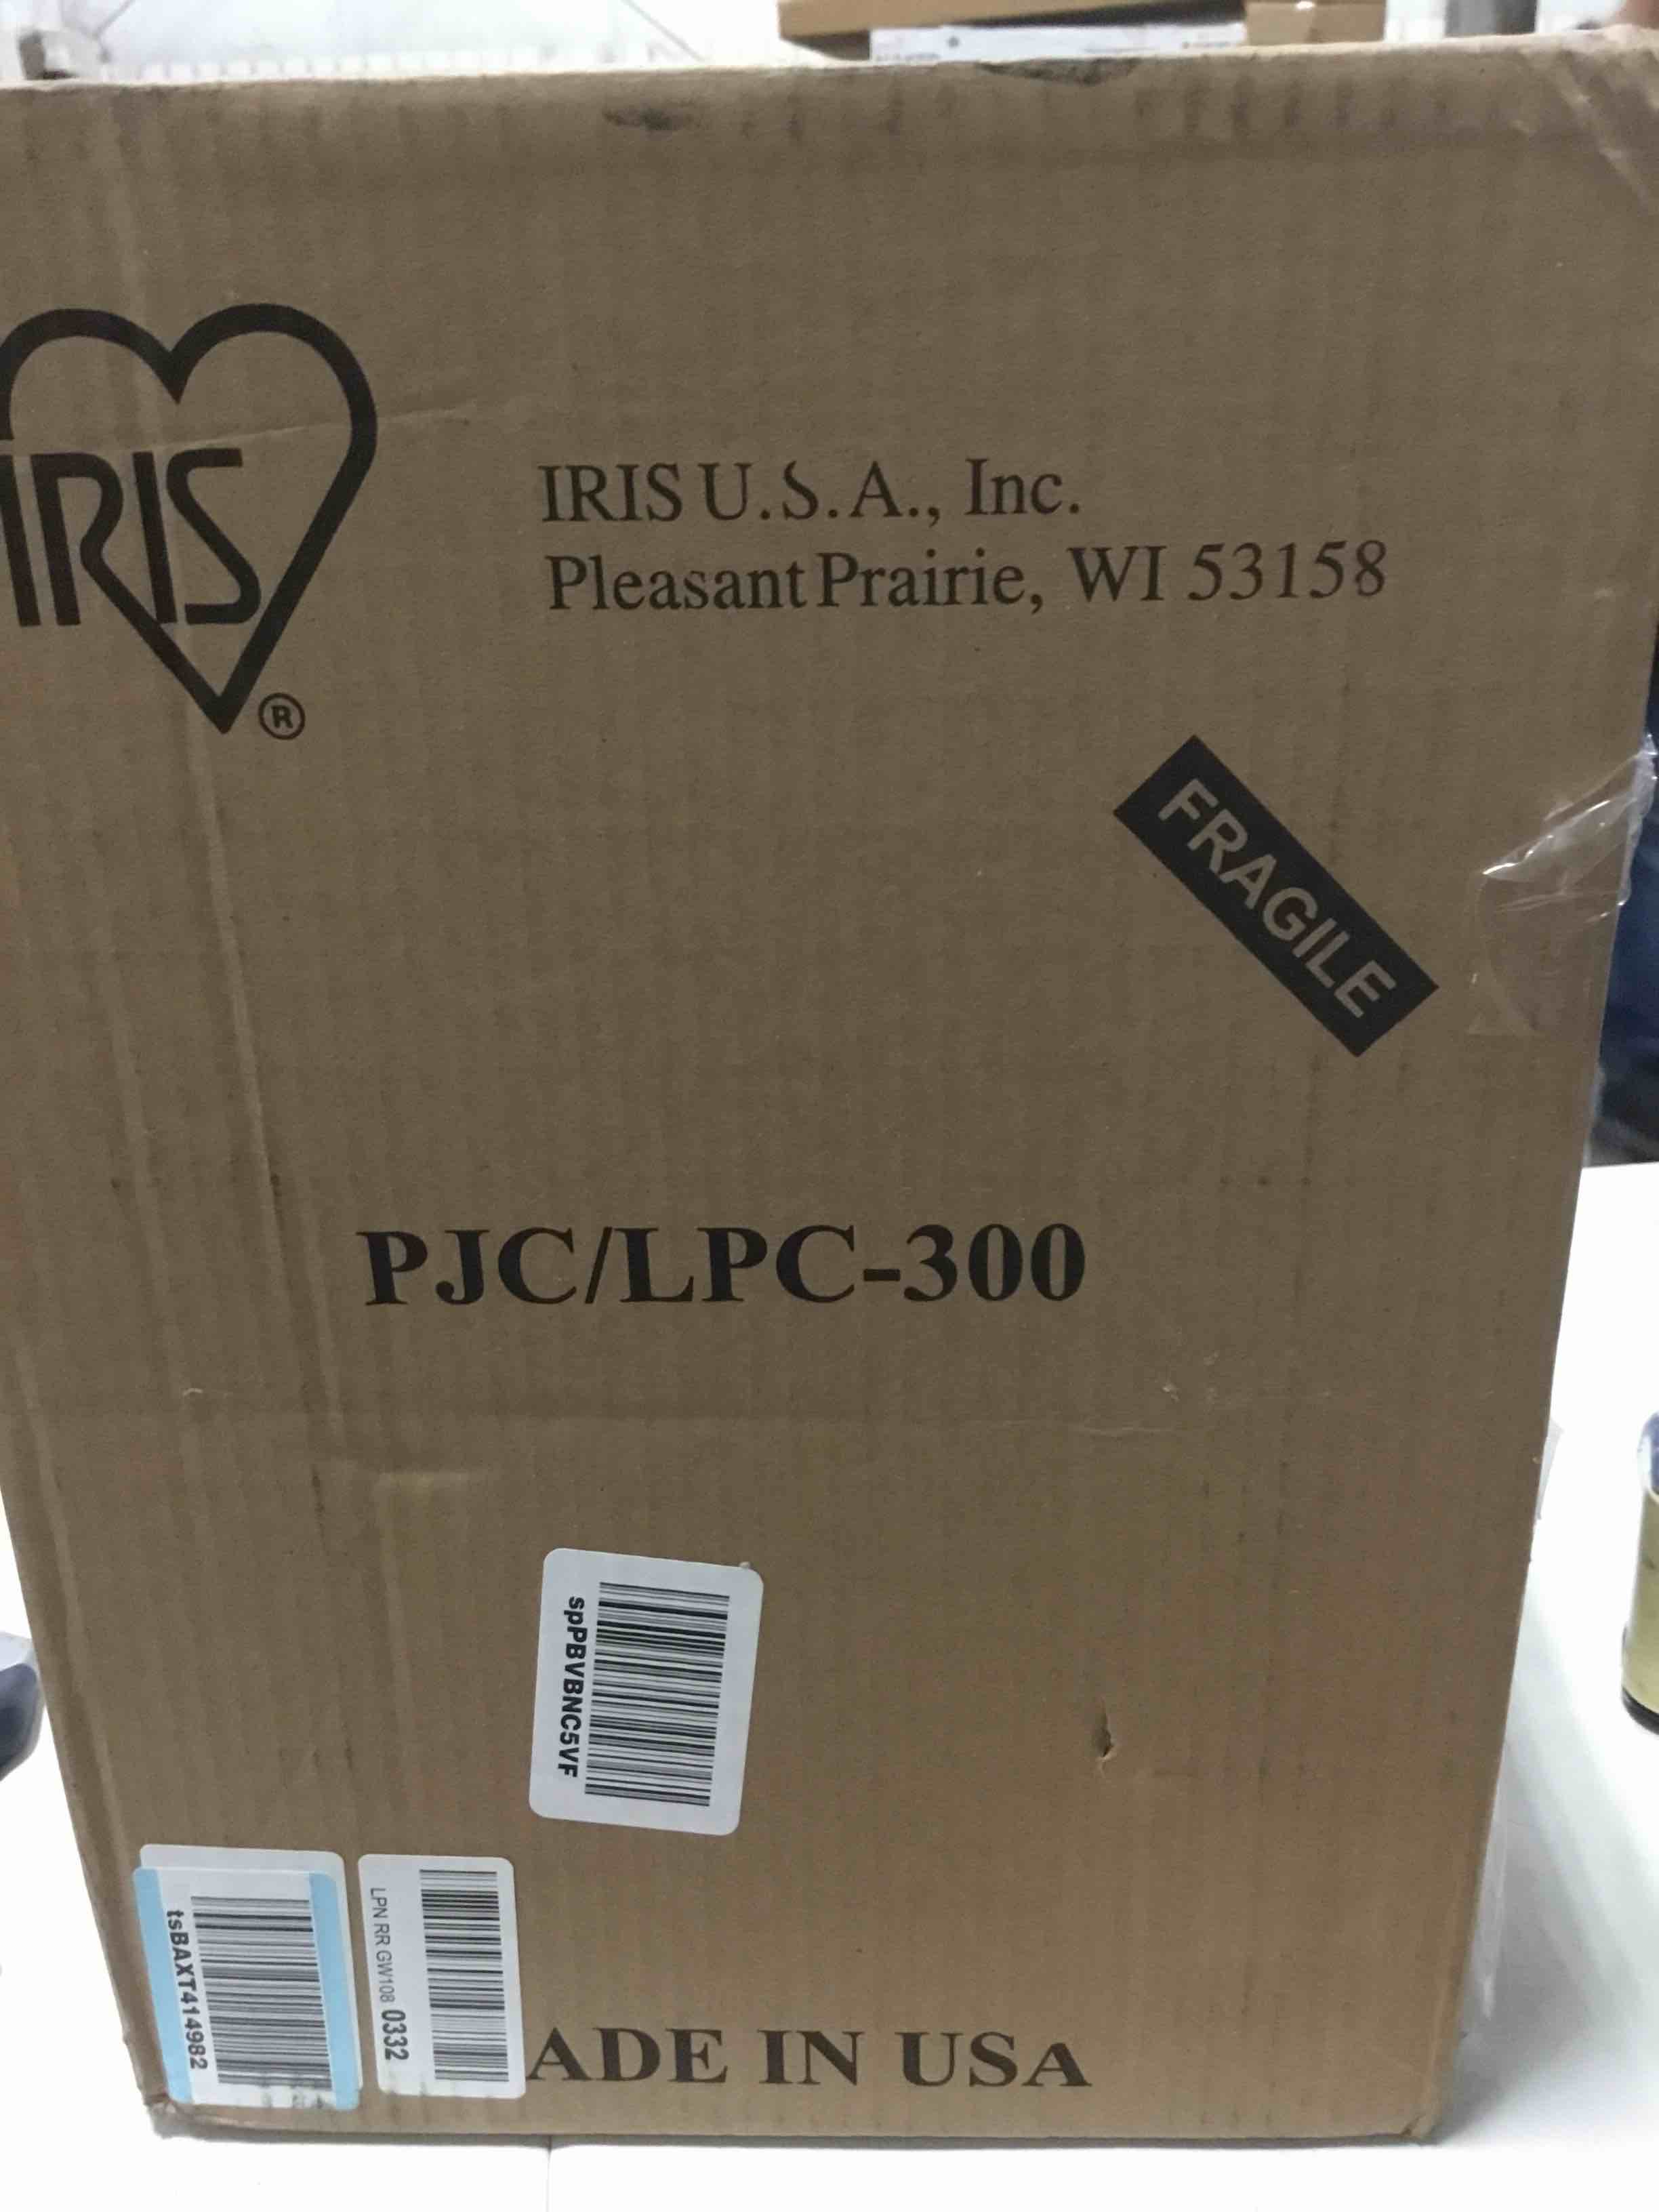 IRIS
®
IRIS U.S.A., Inc.
Pleasant Prairie, WI 53158
FRAGILE
PJC/LPC-300
spPBVBNC5VF
tsBAXT414982
LPN RR GW108 0332
ADE IN USA